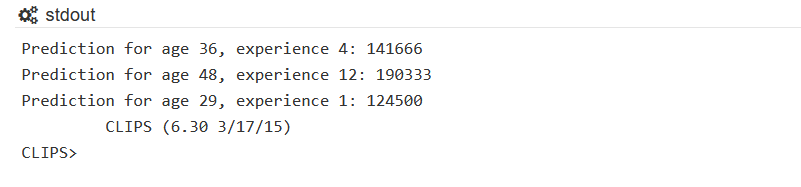 stdout
Prediction for age 36, experience 4: 141666
Prediction for age 48, experience 12: 190333
Prediction for age 29, experience 1: 124500
CLIPS (6.30 3/17/15)
CLIPS>